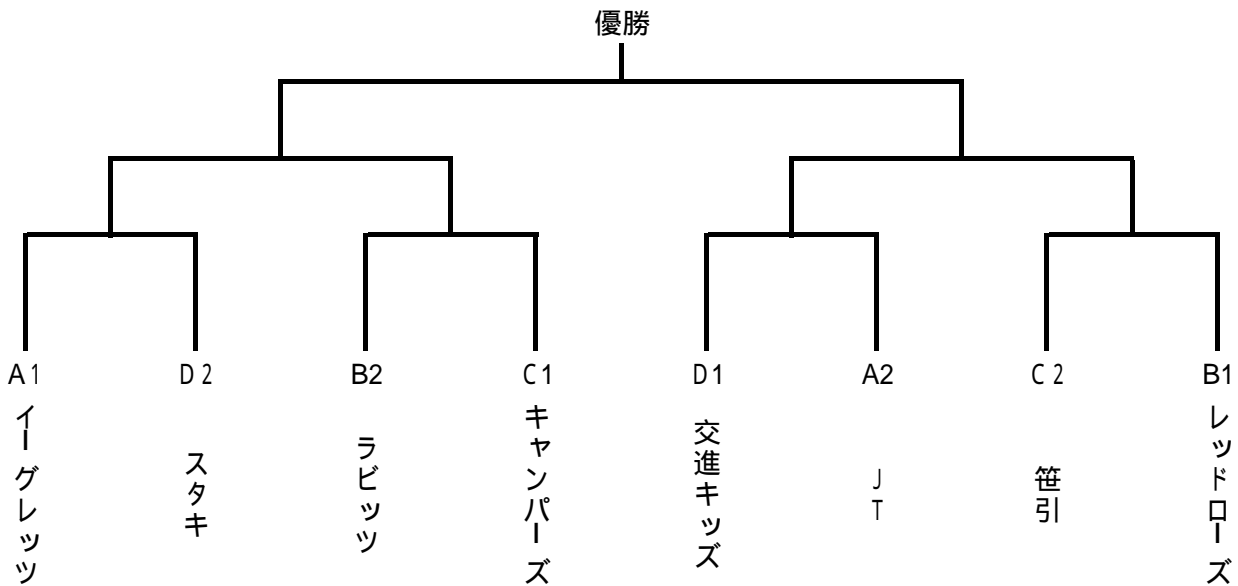 優勝
A1
D2
B2
C1
D1
A2
C2
B1
イーグレッツ
スタキ
ラビッツ
キャンパーズ
交進キッズ
JT
笹引
レッドローズ